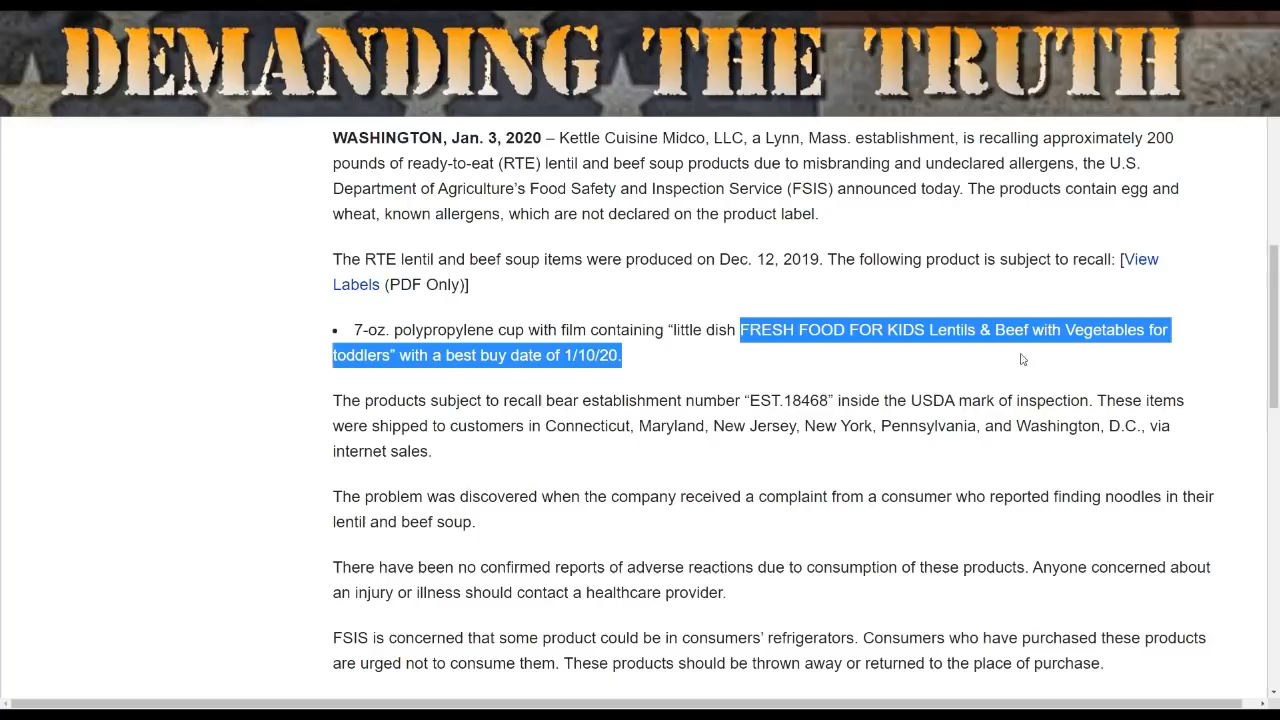 DEMANDING THE TRUTH
WASHINGTON, Jan. 3, 2020 – Kettle Cuisine Midco, LLC, a Lynn, Mass. establishment, is recalling approximately 200
pounds of ready-to-eat (RTE) lentil and beef soup products due to misbranding and undeclared allergens, the U.S.
Department of Agriculture’s Food Safety and Inspection Service (FSIS) announced today. The products contain egg and
wheat, known allergens, which are not declared on the product label.
The RTE lentil and beef soup items were produced on Dec. 12, 2019. The following product is subject to recall: [View
Labels (PDF Only)]
• 7-oz. polypropylene cup with film containing “little dish FRESH FOOD FOR KIDS Lentils & Beef with Vegetables for
toddlers” with a best buy date of 1/10/20.
The products subject to recall bear establishment number “EST.18468” inside the USDA mark of inspection. These items
were shipped to customers in Connecticut, Maryland, New Jersey, New York, Pennsylvania, and Washington, D.C., via
internet sales.
The problem was discovered when the company received a complaint from a consumer who reported finding noodles in their
lentil and beef soup.
There have been no confirmed reports of adverse reactions due to consumption of these products. Anyone concerned about
an injury or illness should contact a healthcare provider.
FSIS is concerned that some product could be in consumers’ refrigerators. Consumers who have purchased these products
are urged not to consume them. These products should be thrown away or returned to the place of purchase.